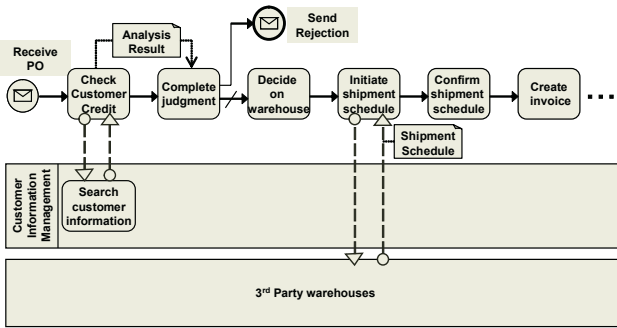 Receive
PO
Analysis
Result
Send
Rejection
Check
Customer
Credit
Complete
judgment
Decide
on
warehouse
Initiate
shipment
schedule
Confirm
shipment
schedule
Create
invoice
Shipment
Schedule
Customer
Information
Management
Search
customer
information
3rd Party warehouses